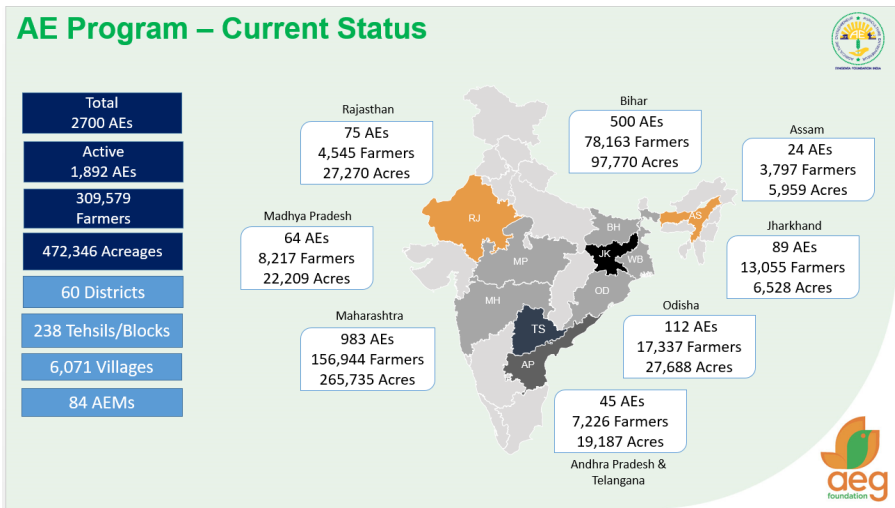 AE Program – Current Status
Total
2700 AEs
Active
1,892 AEs
309,579
Farmers
472,346 Acreages
60 Districts
238 Tehsils/Blocks
6,071 Villages
84 AEMs
Rajasthan
75 AEs
4,545 Farmers
27,270 Acres
Madhya Pradesh
64 AEs
8,217 Farmers
22,209 Acres
Maharashtra
983 AEs
156,944 Farmers
265,735 Acres
Bihar
500 AEs
78,163 Farmers
97,770 Acres
Assam
24 AEs
3,797 Farmers
5,959 Acres
Jharkhand
89 AEs
13,055 Farmers
6,528 Acres
Odisha
112 AEs
17,337 Farmers
27,688 Acres
45 AEs
7,226 Farmers
19,187 Acres
Andhra Pradesh &
Telangana
RJ
MP
MH
TS
AP
BH
JK
WB
OD
AS
AE
aeg
foundation